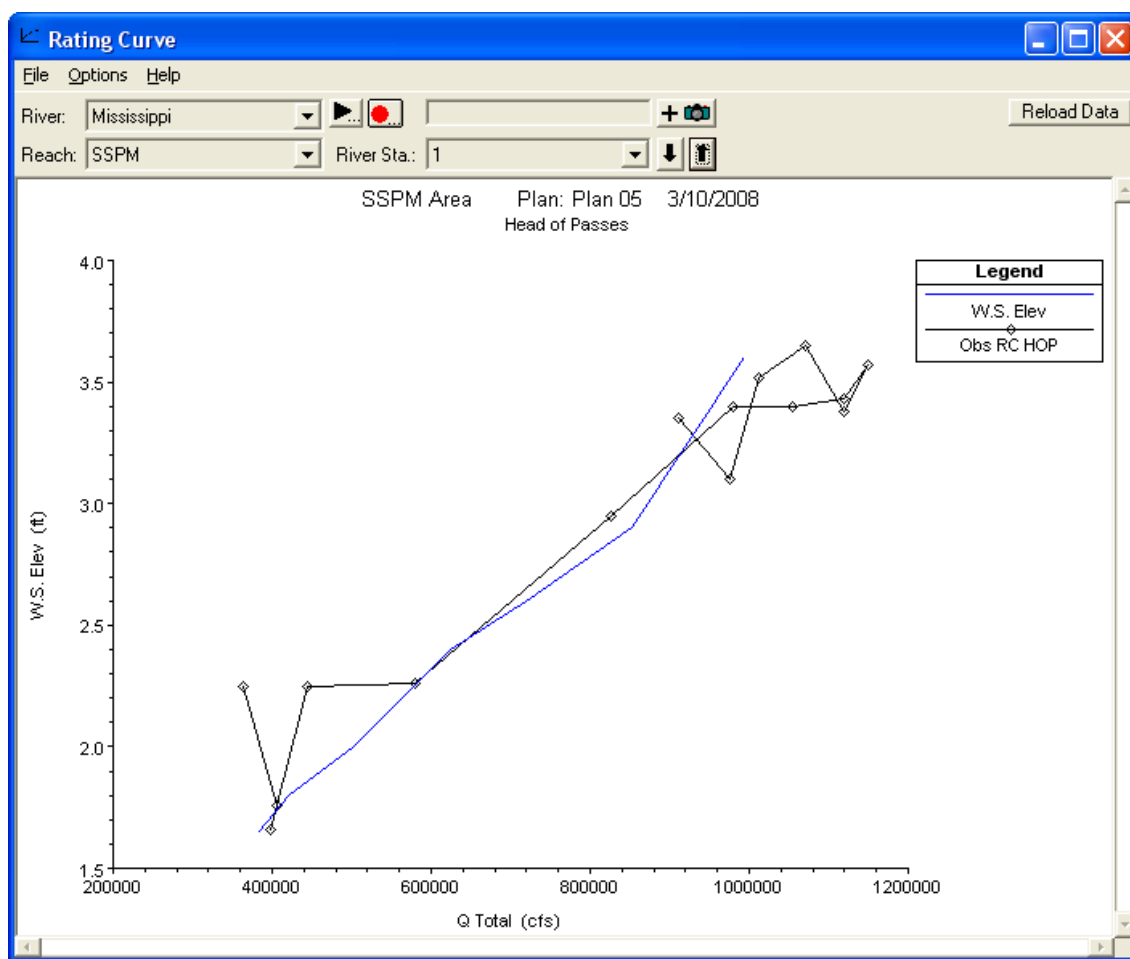 Rating Curve
File Options Help
River: Mississippi ... ... Reload Data
Reach: SSPM River Sta.: 1
SSPM Area Plan: Plan 05 3/10/2008
Head of Passes
4.0
3.5
3.0
2.5
2.0
1.5
W.S. Elev (ft)
200000 400000 600000 800000 1000000 1200000
Q Total (cfs)
Legend
W.S. Elev
Obs RC HOP